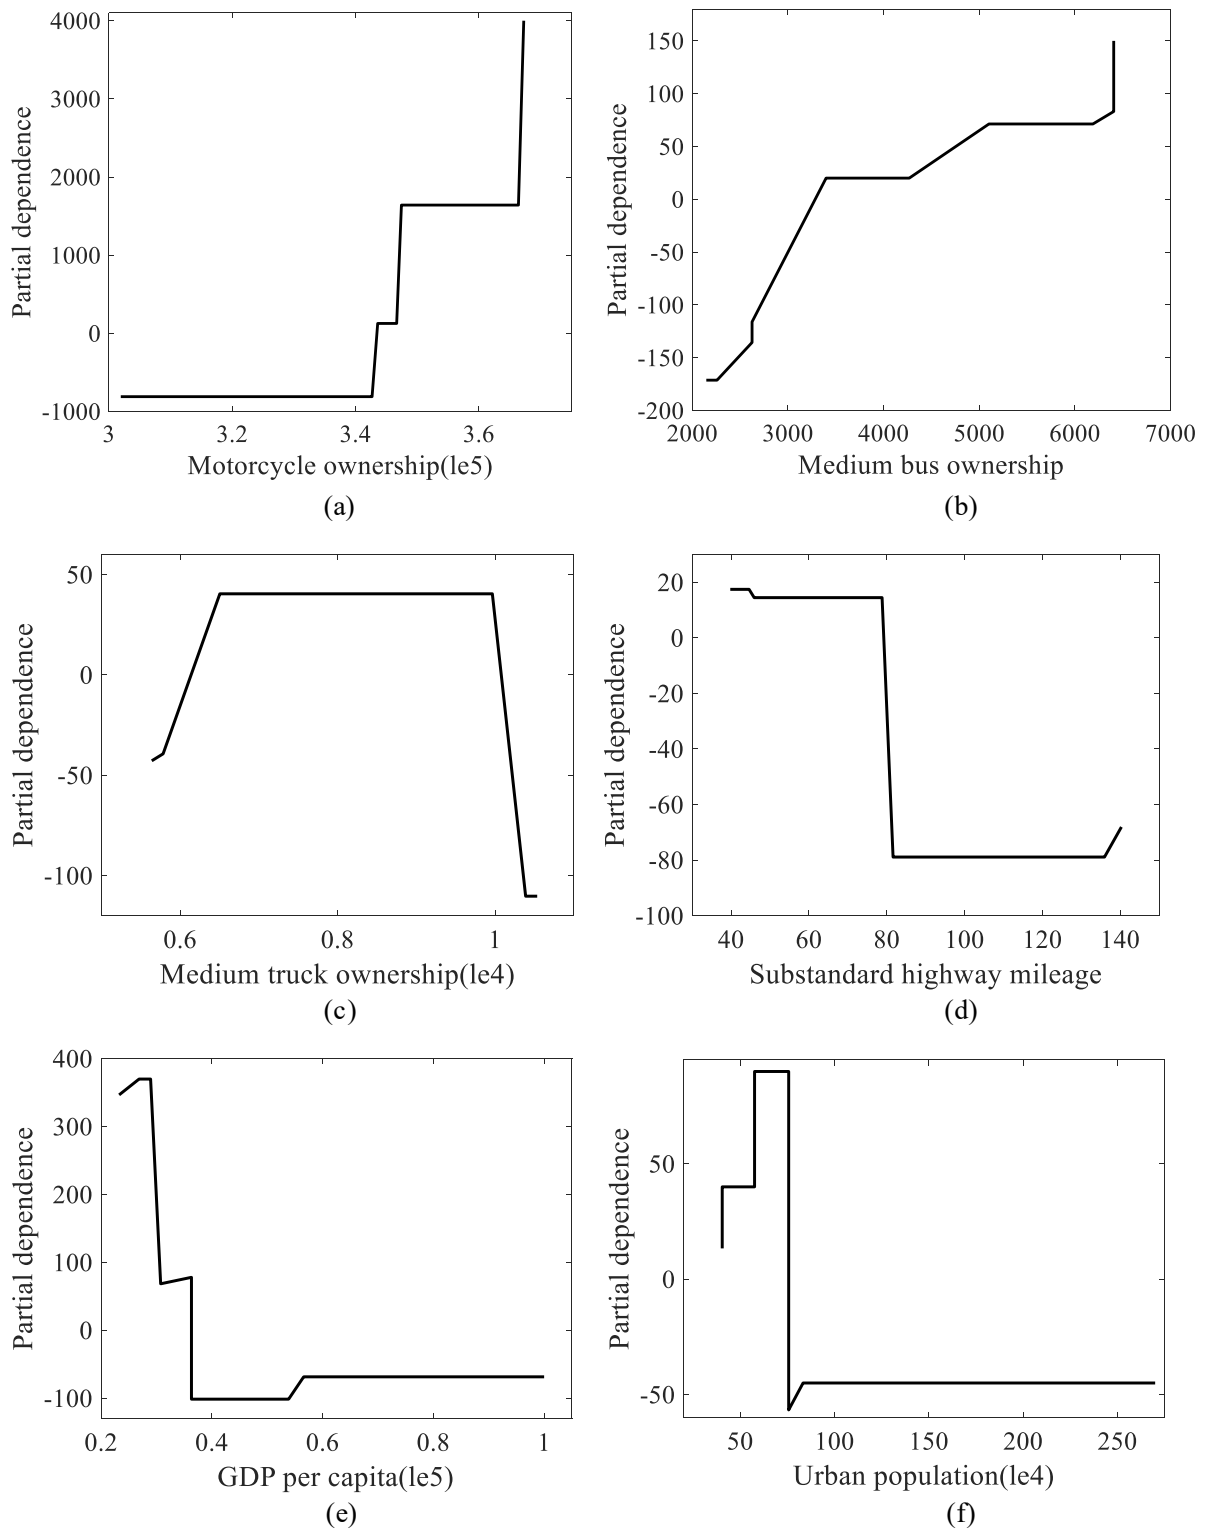 4000
3000
2000
1000
0
-1000
3 3.2 3.4 3.6
Partial dependence
Motorcycle ownership(le5)
(a)
150
100
50
0
-50
-100
-150
-200
2000 3000 4000 5000 6000 7000
Partial dependence
Medium bus ownership
(b)
50
0
-50
-100
0.6 0.8 1
Partial dependence
Medium truck ownership(le4)
(c)
20
0
-20
-40
-60
-80
-100
40 60 80 100 120 140
Partial dependence
Substandard highway mileage
(d)
400
300
200
100
0
-100
0.2 0.4 0.6 0.8 1
Partial dependence
GDP per capita(le5)
(e)
50
0
-50
50 100 150 200 250
Partial dependence
Urban population(le4)
(f)